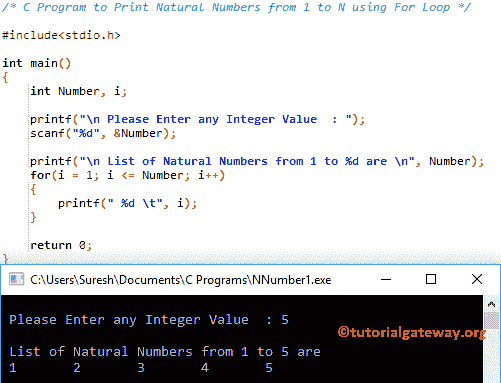 /* C Program to Print Natural Numbers from 1 to N using For Loop */
#include<stdio.h>
int main()
{
int Number, i;
printf("\n Please Enter any Integer Value  : ");
scanf("%d", &Number);
printf("\n List of Natural Numbers from 1 to %d are \n", Number);
for(i = 1; i <= Number; i++)
{
printf(" %d \t", i);
}
return 0;
}
C:\Users\Suresh\Documents\C Programs\NNumber1.exe
Please Enter any Integer Value  : 5
©tutorialgateway.org
List of Natural Numbers from 1 to 5 are
1 2 3 4 5